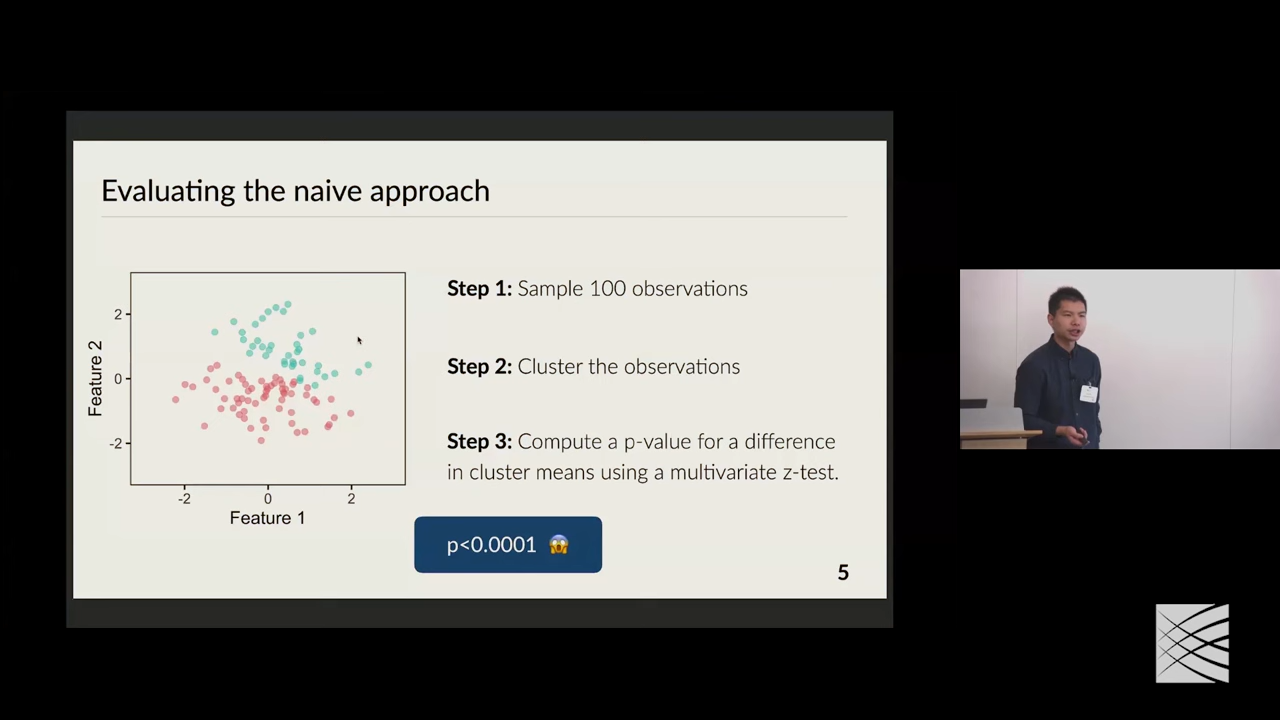 Evaluating the naive approach
Step 1: Sample 100 observations
Step 2: Cluster the observations
Step 3: Compute a p-value for a difference
in cluster means using a multivariate z-test.
2
0
-2
Feature 2
-2 0 2
Feature 1
p<0.0001 😱
5